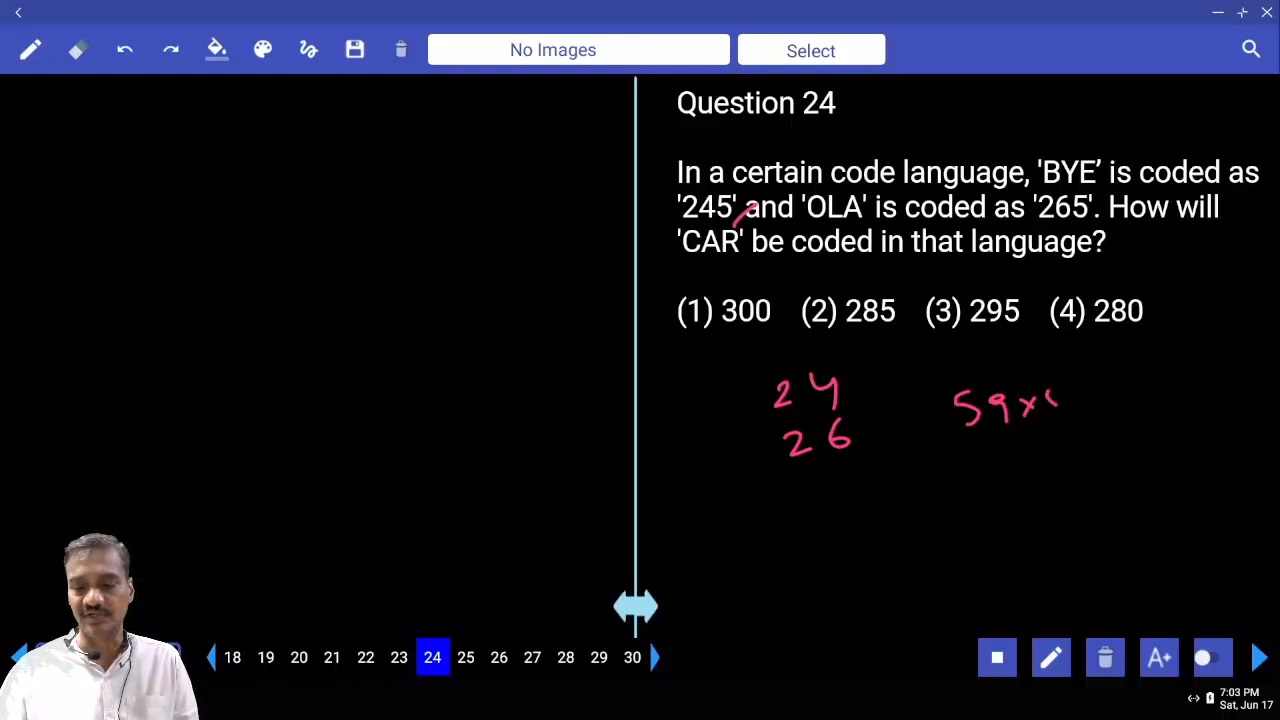 No Images
Select
Question 24
In a certain code language, 'BYE’ is coded as
'245' and 'OLA' is coded as '265'. How will
'CAR' be coded in that language?
(1) 300 (2) 285 (3) 295 (4) 280
24
59×
26
18 19 20 21 22 23 24 25 26 27 28 29 30
A+
7:03 PM
Sat, Jun 17